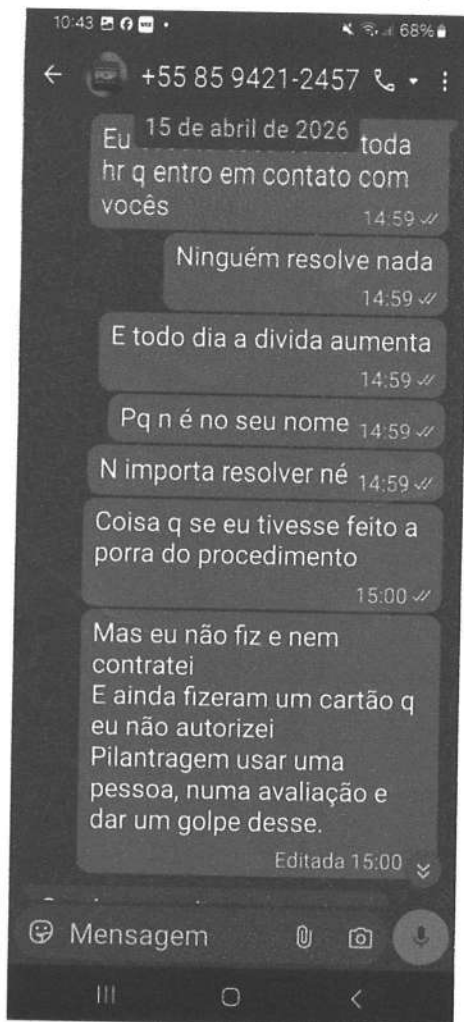 10:43
68%
+55 85 9421-2457
15 de abril de 2026
Eu toda
hr q entro em contato com
vocês
14:59
Ninguém resolve nada
14:59
E todo dia a divida aumenta
14:59
Pq n é no seu nome 14:59
N importa resolver né 14:59
Coisa q se eu tivesse feito a
porra do procedimento
15:00
Mas eu não fiz e nem
contratei
E ainda fizeram um cartão q
eu não autorizei
Pilantragem usar uma
pessoa, numa avaliação e
dar um golpe desse.
Editada 15:00
Mensagem